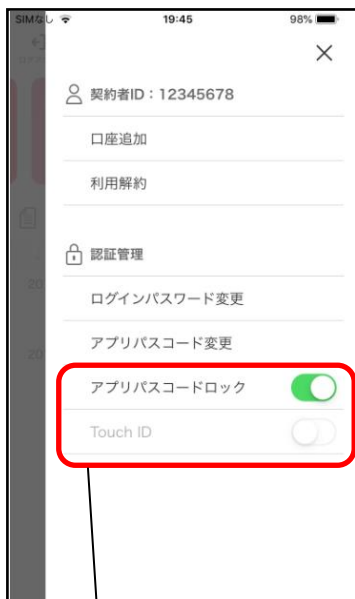 SIMなし 19:45 98%
契約者ID：12345678
口座追加
利用解約
認証管理
ログインパスワード変更
アプリパスコード変更
アプリパスコードロック
Touch ID